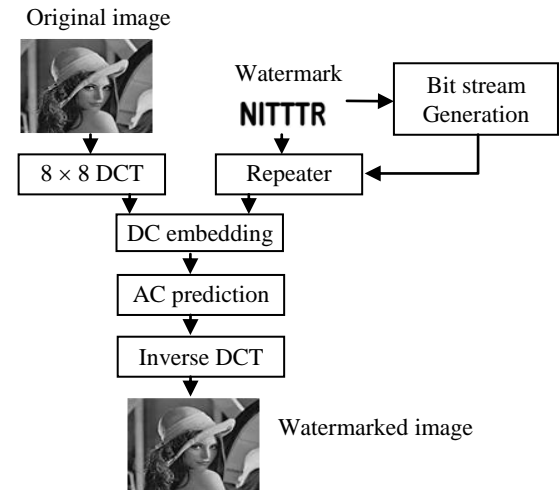 Original image
Watermark
NITTTR
Bit stream
Generation
8 × 8 DCT
Repeater
DC embedding
AC prediction
Inverse DCT
Watermarked image